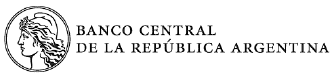 BANCO CENTRAL
DE LA REPÚBLICA ARGENTINA